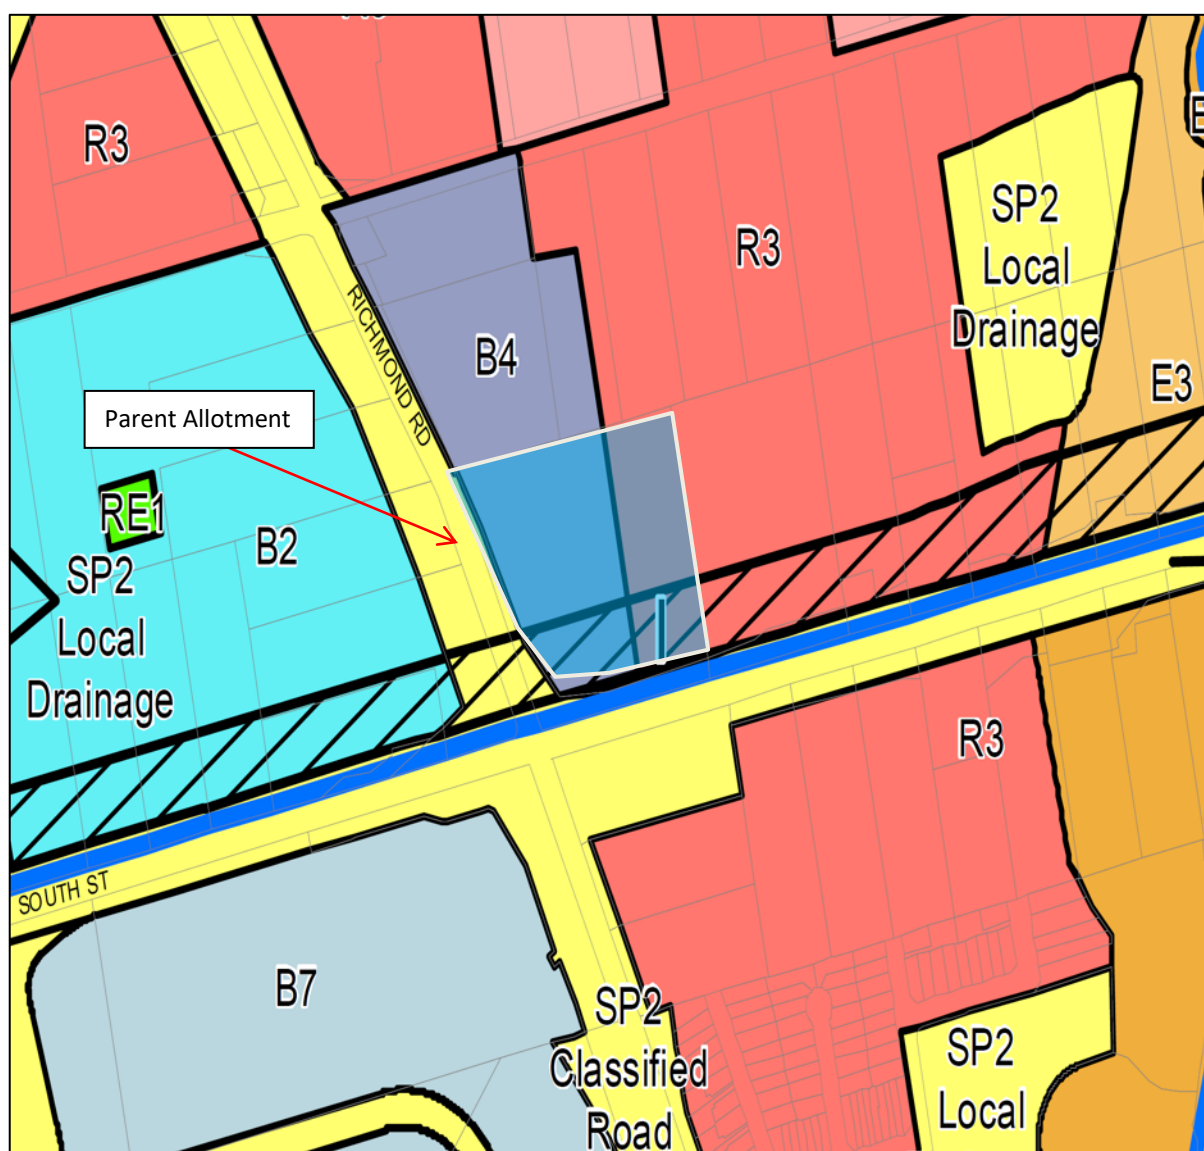 R3
R3
SP2
Local
Drainage
RICHMOND RD
B4
E3
Parent Allotment
RE1
B2
SP2
Local
Drainage
R3
SOUTH ST
B7
SP2
Classified
Road
SP2
Local